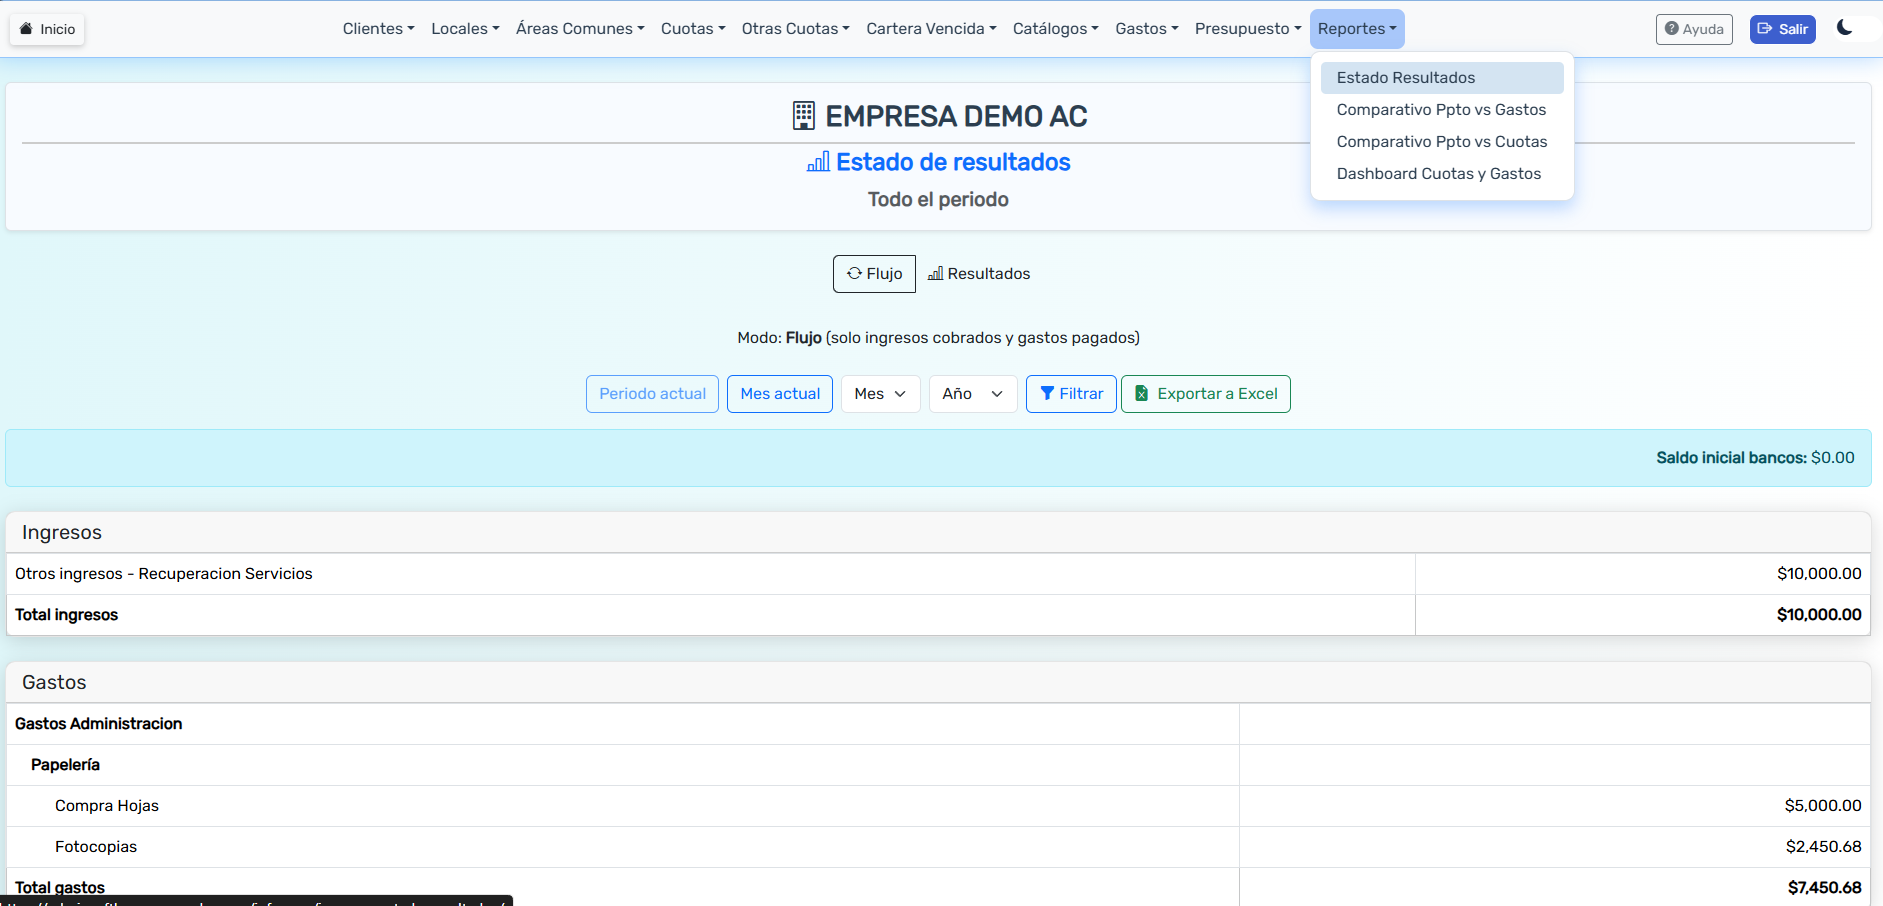 Inicio
Clientes Locales Áreas Comunes Cuotas Otras Cuotas Cartera Vencida Catálogos Gastos Presupuesto Reportes
Ayuda
Salir
Estado Resultados
Comparativo Ppto vs Gastos
Comparativo Ppto vs Cuotas
Dashboard Cuotas y Gastos
EMPRESA DEMO AC
Estado de resultados
Todo el periodo
Flujo Resultados
Modo: Flujo (solo ingresos cobrados y gastos pagados)
Periodo actual Mes actual Mes Año Filtrar Exportar a Excel
Saldo inicial bancos: $0.00
Ingresos
Otros ingresos - Recuperacion Servicios $10,000.00
Total ingresos $10,000.00
Gastos
Gastos Administracion
Papelería
Compra Hojas $5,000.00
Fotocopias $2,450.68
Total gastos $7,450.68